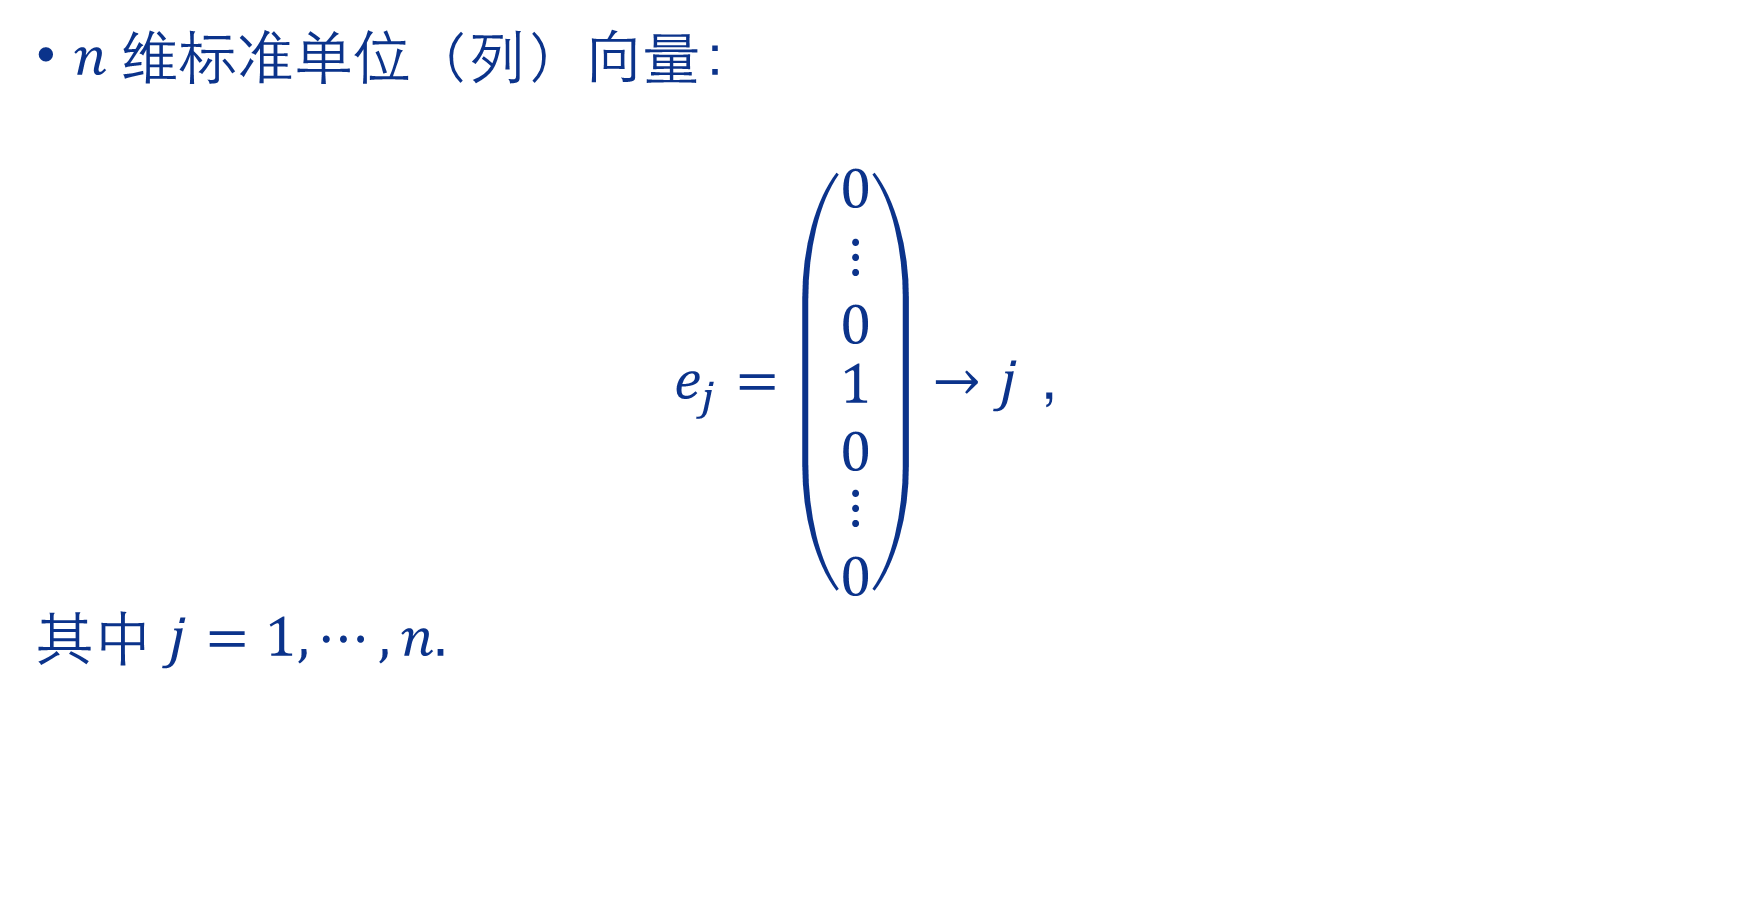 • n 维标准单位（列）向量：
0
⋮
0
e_j = 1 → j ,
0
⋮
0
其中 j = 1, ⋯ , n.